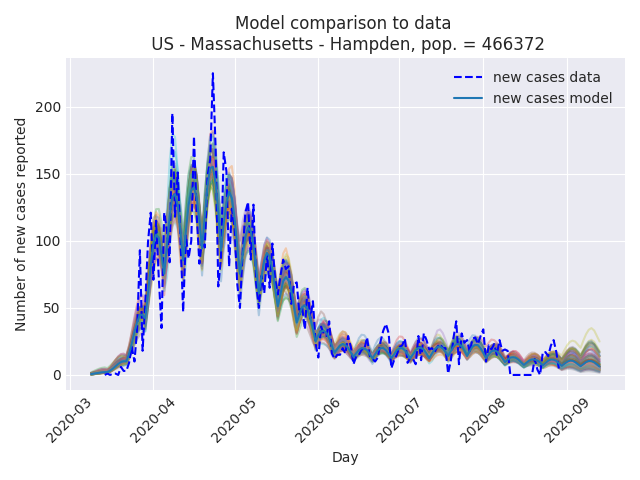 Model comparison to data
US - Massachusetts - Hampden, pop. = 466372
new cases data
new cases model
Number of new cases reported
200
150
100
50
0
2020-03
2020-04
2020-05
2020-06
2020-07
2020-08
2020-09
Day